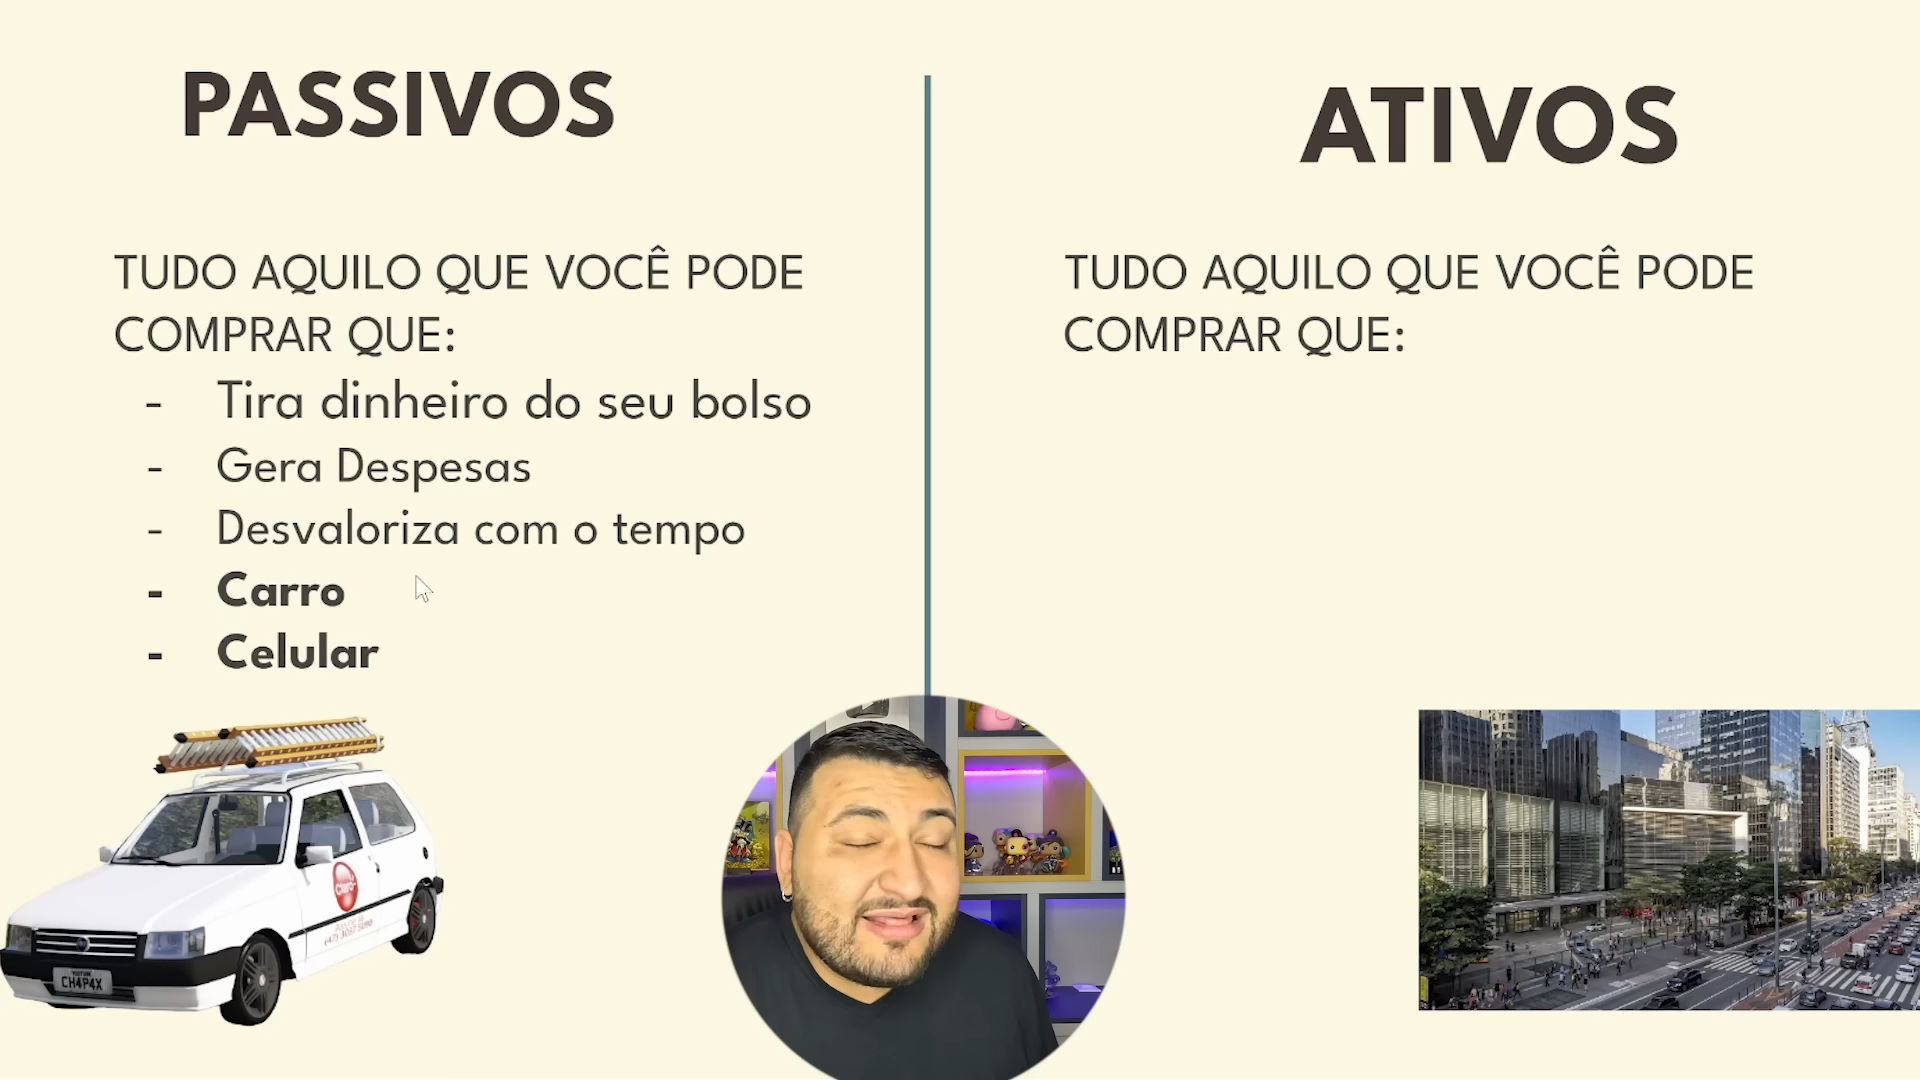 PASSIVOS
TUDO AQUILO QUE VOCÊ PODE
COMPRAR QUE:
- Tira dinheiro do seu bolso
- Gera Despesas
- Desvaloriza com o tempo
- Carro
- Celular
ATIVOS
TUDO AQUILO QUE VOCÊ PODE
COMPRAR QUE:
Claro-
CH4P4X